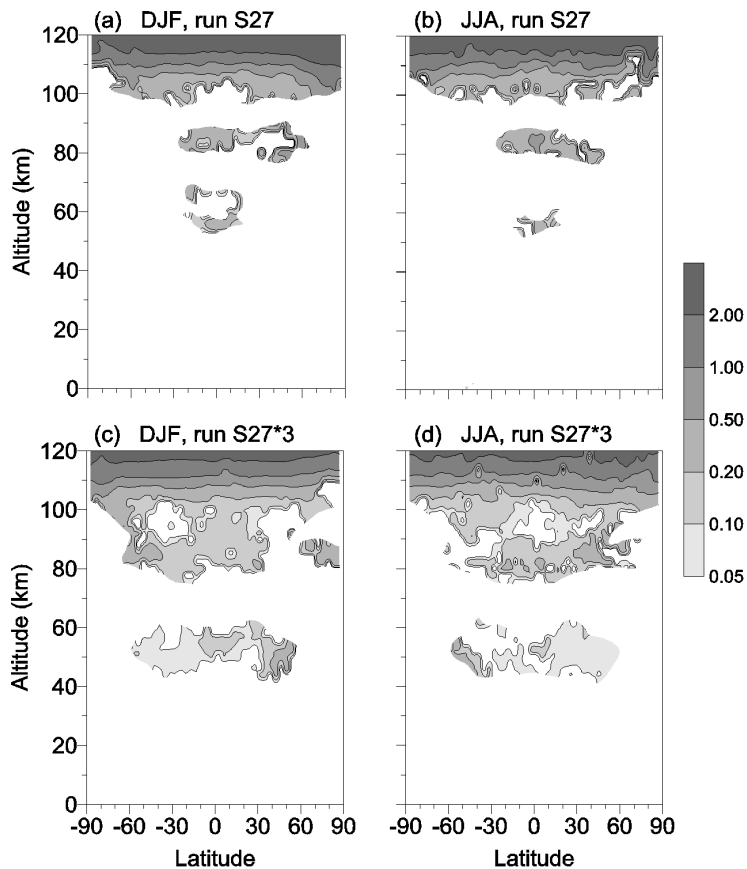 (a) DJF, run S27
(b) JJA, run S27
120
100
80
60
40
20
0
Altitude (km)
2.00
1.00
0.50
0.20
0.10
0.05
(c) DJF, run S27*3
(d) JJA, run S27*3
120
100
80
60
40
20
0
Altitude (km)
-90 -60 -30 0 30 60 90
-90 -60 -30 0 30 60 90
Latitude
Latitude